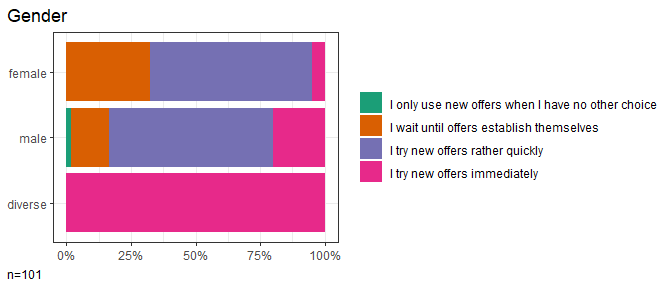 Gender
female
male
diverse
0%
25%
50%
75%
100%
n=101
I only use new offers when I have no other choice
I wait until offers establish themselves
I try new offers rather quickly
I try new offers immediately